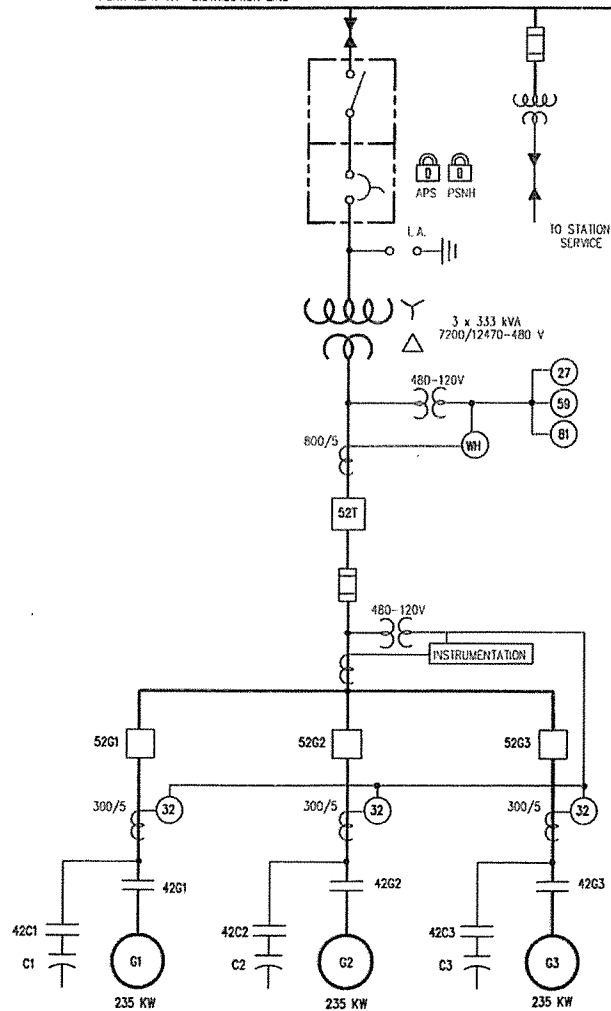 D
B
APS
PSNH
L.A.
TO STATION
SERVICE
3 x 333 kVA
7200/12470-480 V
480-120V
27
59
81
800/5
WH
52T
480-120V
INSTRUMENTATION
52G1
52G2
52G3
300/5
32
300/5
32
300/5
32
42G1
42G2
42G3
42C1
42C2
42C3
C1
G1
C2
G2
C3
G3
235 KW
235 KW
235 KW